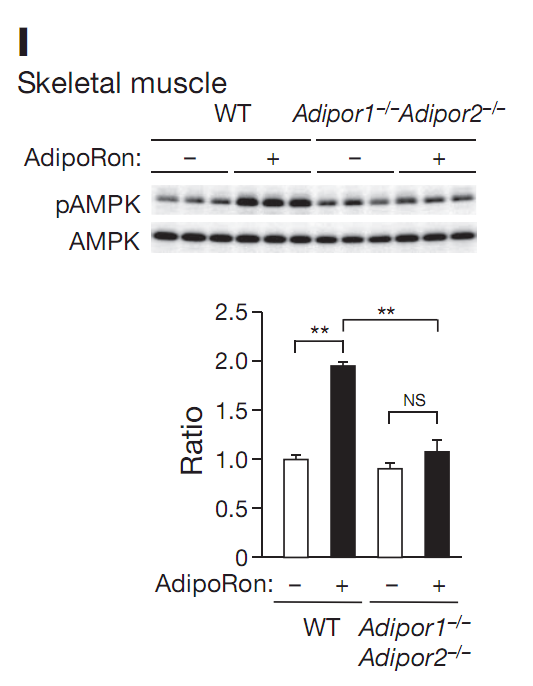 I
Skeletal muscle
WT Adipor1⁻/⁻Adipor2⁻/⁻
AdipoRon: – + – +
pAMPK
AMPK
2.5
2.0
1.5
1.0
0.5
0
Ratio
**
**
NS
AdipoRon: – + – +
WT Adipor1⁻/⁻
Adipor2⁻/⁻